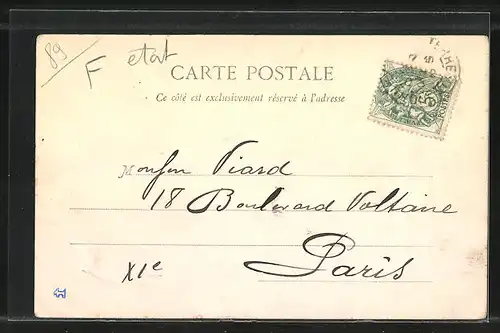 89
F
etat
CARTE POSTALE
Ce côté est exclusivement réservé à l'adresse
Viard
18 Boulevard Voltaire
Paris
XIe